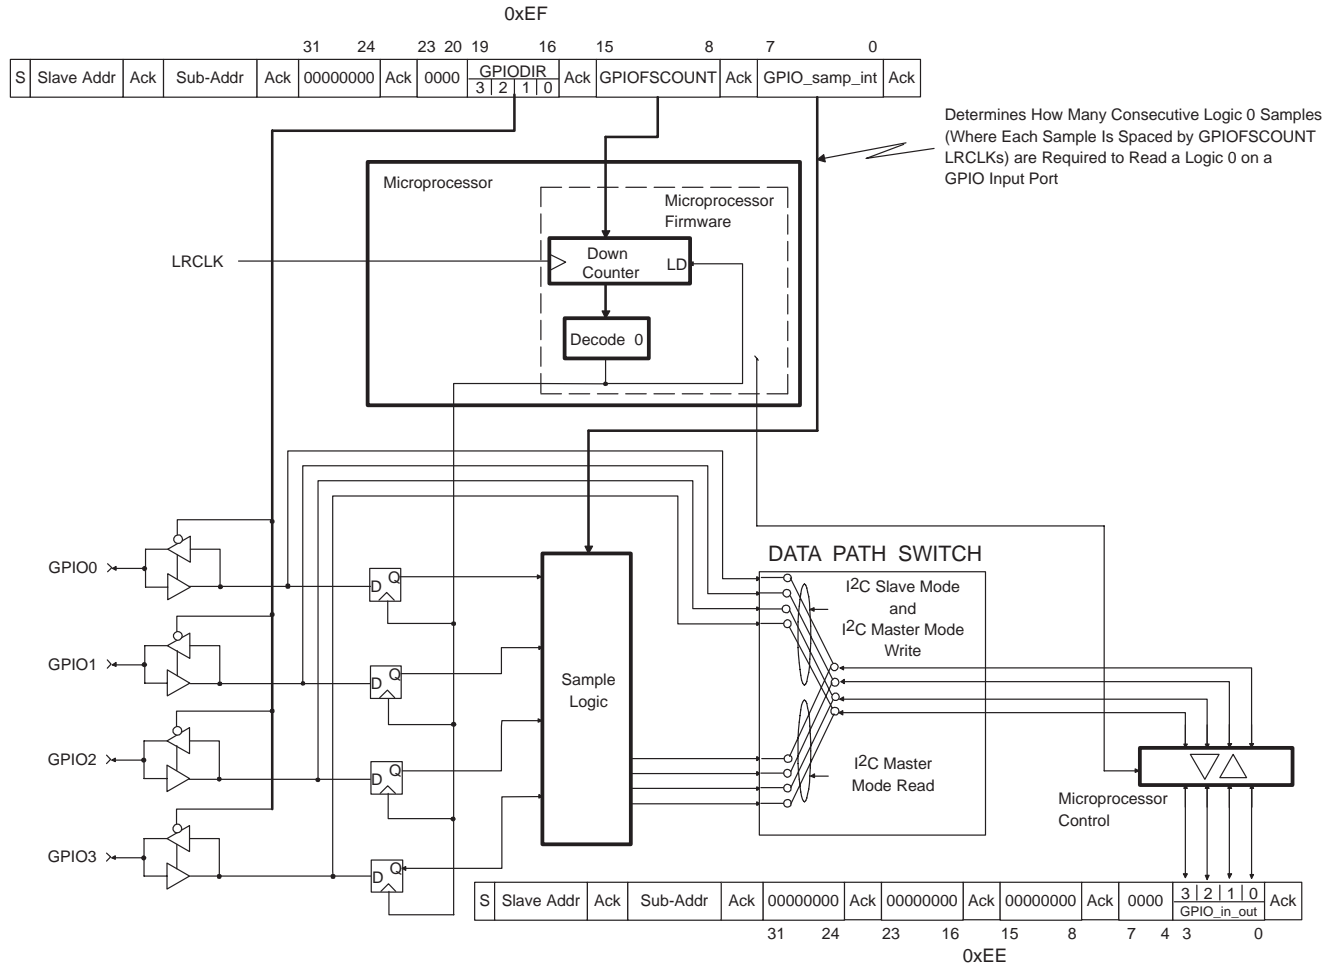 0xEF
31 24 23 20 19 16 15 8 7 0
S Slave Addr Ack Sub-Addr Ack 00000000 Ack 0000 GPIODIR Ack GPIOFSCOUNT Ack GPIO_samp_int Ack
3 2 1 0
Determines How Many Consecutive Logic 0 Samples
(Where Each Sample Is Spaced by GPIOFSCOUNT
LRCLKs) are Required to Read a Logic 0 on a
GPIO Input Port
Microprocessor
Microprocessor
Firmware
LRCLK
Down
Counter
LD
Decode 0
DATA PATH SWITCH
GPIO0
D Q
I2C Slave Mode
and
I2C Master Mode
Write
GPIO1
D Q
Sample
Logic
GPIO2
D Q
I2C Master
Mode Read
Microprocessor
Control
GPIO3
D Q
S Slave Addr Ack Sub-Addr Ack 00000000 Ack 00000000 Ack 00000000 Ack 0000 3 2 1 0 Ack
GPIO_in_out
31 24 23 16 15 8 7 4 3 0
0xEE